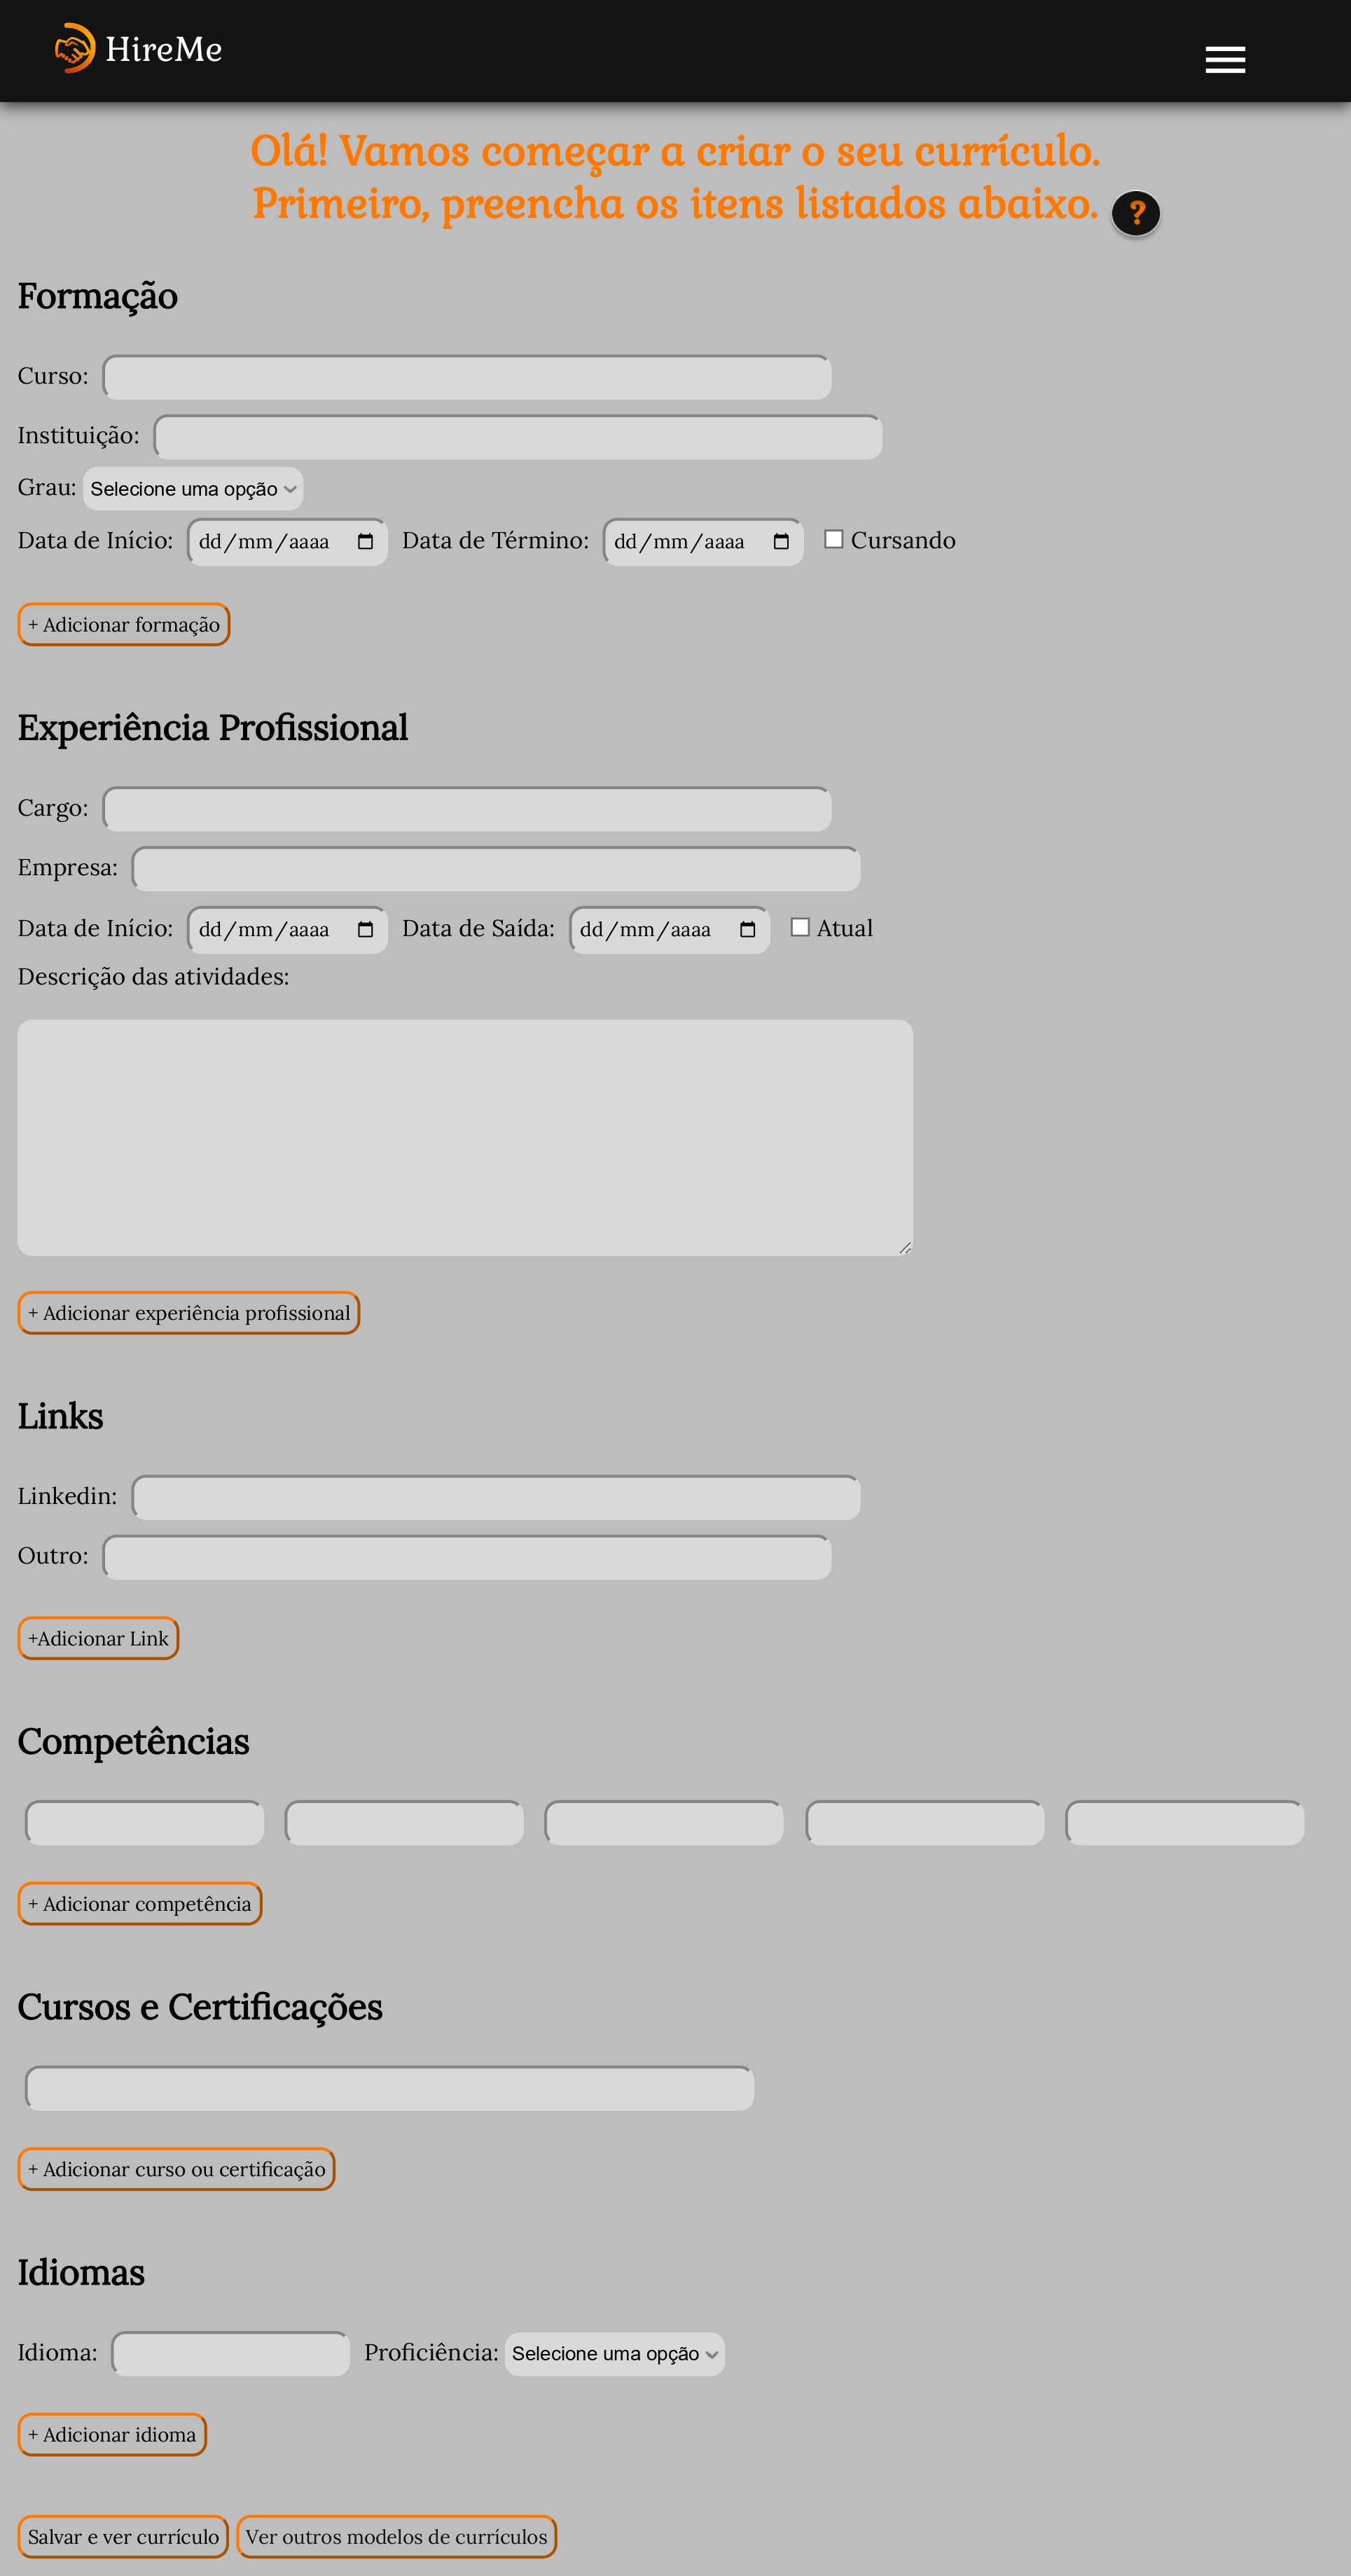 HireMe
Olá! Vamos começar a criar o seu currículo.
Primeiro, preencha os itens listados abaixo. ?
Formação
Curso:
Instituição:
Grau: Selecione uma opção
Data de Início: dd/mm/aaaa Data de Término: dd/mm/aaaa Cursando
+ Adicionar formação
Experiência Profissional
Cargo:
Empresa:
Data de Início: dd/mm/aaaa Data de Saída: dd/mm/aaaa Atual
Descrição das atividades:
+ Adicionar experiência profissional
Links
Linkedin:
Outro:
+Adicionar Link
Competências
+ Adicionar competência
Cursos e Certificações
+ Adicionar curso ou certificação
Idiomas
Idioma: Proficiência: Selecione uma opção
+ Adicionar idioma
Salvar e ver currículo Ver outros modelos de currículos